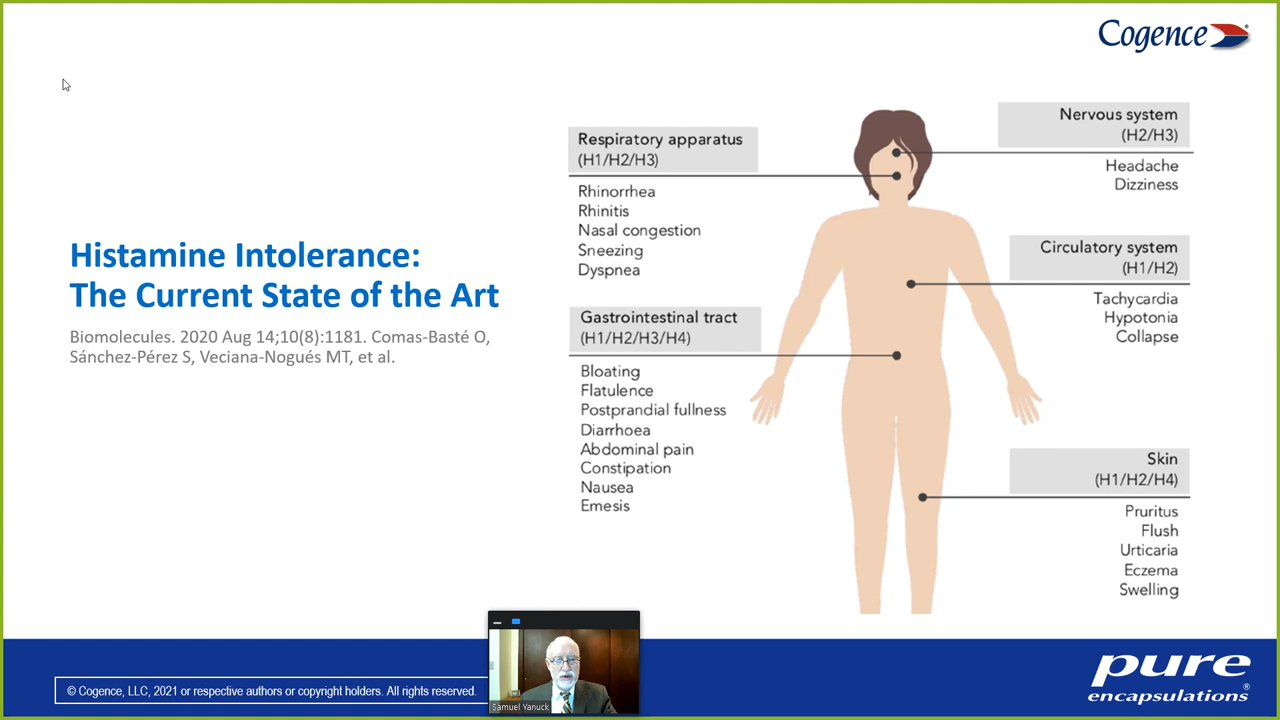 Cogence
Histamine Intolerance:
The Current State of the Art
Biomolecules. 2020 Aug 14;10(8):1181. Comas-Basté O,
Sánchez-Pérez S, Veciana-Nogués MT, et al.
Respiratory apparatus
(H1/H2/H3)
Rhinorrhea
Rhinitis
Nasal congestion
Sneezing
Dyspnea
Gastrointestinal tract
(H1/H2/H3/H4)
Bloating
Flatulence
Postprandial fullness
Diarrhoea
Abdominal pain
Constipation
Nausea
Emesis
Nervous system
(H2/H3)
Headache
Dizziness
Circulatory system
(H1/H2)
Tachycardia
Hypotonia
Collapse
Skin
(H1/H2/H4)
Pruritus
Flush
Urticaria
Eczema
Swelling
© Cogence, LLC, 2021 or respective authors or copyright holders. All rights reserved.
Samuel Yanuck
pure
encapsulations®